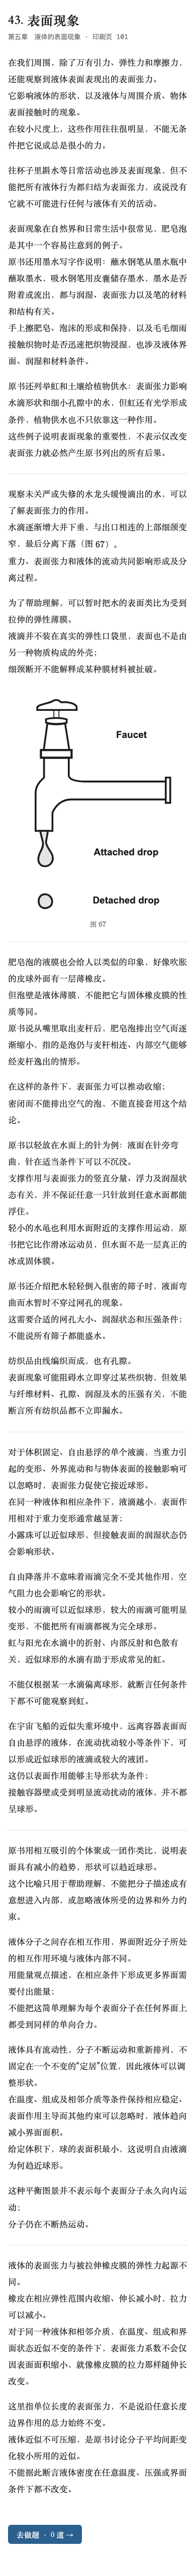 43. 表面现象
第五章　液体的表面现象 · 印刷页 101
在我们周围，除了万有引力、弹性力和摩擦力，
还能观察到液体表面表现出的表面张力。
它影响液体的形状，以及液体与周围介质、物体
表面接触时的现象。
在较小尺度上，这些作用往往很明显，不能无条
件把它说成总是很小的力。
往杯子里斟水等日常活动也涉及表面现象，但不
能把所有液体行为都归结为表面张力，或说没有
它就不可能进行任何与液体有关的活动。
表面现象在自然界和日常生活中很常见，肥皂泡
是其中一个容易注意到的例子。
原书还用墨水写字作说明：蘸水钢笔从墨水瓶中
蘸取墨水，吸水钢笔用皮囊储存墨水，墨水是否
附着或流出，都与润湿、表面张力以及笔的材料
和结构有关。
手上擦肥皂、泡沫的形成和保持，以及毛毛细雨
接触织物时是否迅速把织物浸湿，也涉及液体界
面、润湿和材料条件。
原书还列举虹和土壤给植物供水：表面张力影响
水滴形状和细小孔隙中的水，但虹还有光学形成
条件，植物供水也不只依靠这一种作用。
这些例子说明表面现象的重要性，不表示仅改变
表面张力就必然产生原书列出的所有后果。
观察未关严或失修的水龙头缓慢滴出的水，可以
了解表面张力的作用。
水滴逐渐增大并下垂，与出口相连的上部细颈变
窄，最后分离下落（图 67）。
重力、表面张力和液体的流动共同影响形成及分
离过程。
为了帮助理解，可以暂时把水的表面类比为受到
拉伸的弹性薄膜。
液滴并不装在真实的弹性口袋里，表面也不是由
另一种物质构成的外壳；
细颈断开不能解释成某种膜材料被扯破。
Faucet
Attached drop
Detached drop
图 67
肥皂泡的液膜也会给人以类似的印象，好像吹胀
的皮球外面有一层薄橡皮。
但泡壁是液体薄膜，不能把它与固体橡皮膜的性
质等同。
原书说从嘴里取出麦秆后，肥皂泡排出空气而逐
渐缩小，指的是泡仍与麦秆相连、内部空气能够
经麦秆逸出的情形。
在这样的条件下，表面张力可以推动收缩；
密闭而不能排出空气的泡，不能直接套用这个结
论。
原书以轻放在水面上的针为例：液面在针旁弯
曲，针在适当条件下可以不沉没。
支撑作用与表面张力的竖直分量、浮力及润湿状
态有关，并不保证任意一只针放到任意水面都能
浮住。
轻小的水黾也利用水面附近的支撑作用运动，原
书把它比作滑冰运动员，但水面不是一层真正的
冰或固体膜。
原书还介绍把水轻轻倒入很密的筛子时，液面弯
曲而水暂时不穿过网孔的现象。
这需要合适的网孔大小、润湿状态和压强条件；
不能说所有筛子都能盛水。
纺织品由线编织而成，也有孔隙。
表面现象可能阻碍水立即穿过某些织物，但效果
与纤维材料、孔隙、润湿及水的压强有关，不能
断言所有纺织品都不立即漏水。
对于体积固定、自由悬浮的单个液滴，当重力引
起的变形、外界流动和与物体表面的接触影响可
以忽略时，表面张力促使它接近球形。
在同一种液体和相应条件下，液滴越小，表面作
用相对于重力变形通常越显著；
小露珠可以近似球形，但接触表面的润湿状态仍
会影响形状。
自由降落并不意味着雨滴完全不受其他作用，空
气阻力也会影响它的形状。
较小的雨滴可以近似球形，较大的雨滴可能明显
变形，不能把所有雨滴都视为完全球形。
虹与阳光在水滴中的折射、内部反射和色散有
关，近似球形的水滴有助于形成常见的虹。
不能仅根据某一水滴偏离球形，就断言任何条件
下都不可能观察到虹。
在宇宙飞船的近似失重环境中，远离容器表面而
自由悬浮的液体，在流动扰动较小等条件下，可
以形成近似球形的液滴或较大的液团。
这仍以表面作用能够主导形状为条件；
接触容器壁或受到明显流动扰动的液体，并不都
呈球形。
原书用相互吸引的个体聚成一团作类比，说明表
面具有减小的趋势，形状可以趋近球形。
这个比喻只用于帮助理解，不能把分子描述成有
意想进入内部，或忽略液体所受的边界和外力约
束。
液体分子之间存在相互作用，界面附近分子所处
的相互作用环境与液体内部不同。
用能量观点描述，在相应条件下形成更多界面需
要付出能量；
不能把这简单理解为每个表面分子在任何界面上
都受到同样的单向合力。
液体具有流动性，分子不断运动和重新排列，不
固定在一个不变的“定居”位置，因此液体可以调
整形状。
在温度、组成及相邻介质等条件保持相应稳定、
表面作用主导而其他约束可以忽略时，液体趋向
减小界面面积。
给定体积下，球的表面积最小，这说明自由液滴
为何趋近球形。
这种平衡图景并不表示每个表面分子永久向内运
动；
分子仍在不断热运动。
液体的表面张力与被拉伸橡皮膜的弹性力起源不
同。
橡皮在相应弹性范围内收缩、伸长减小时，拉力
可以减小。
对于同一种液体和相邻介质，在温度、组成和界
面状态近似不变的条件下，表面张力系数不会仅
因表面面积缩小，就像橡皮膜的拉力那样随伸长
改变。
这里指单位长度的表面张力，不是说沿任意长度
边界作用的总力始终不变。
液体近似不可压缩，是原书讨论分子平均间距变
化较小所用的近似。
不能据此断言液体密度在任意温度、压强或界面
条件下都不改变。
去做题 · 0 道 →